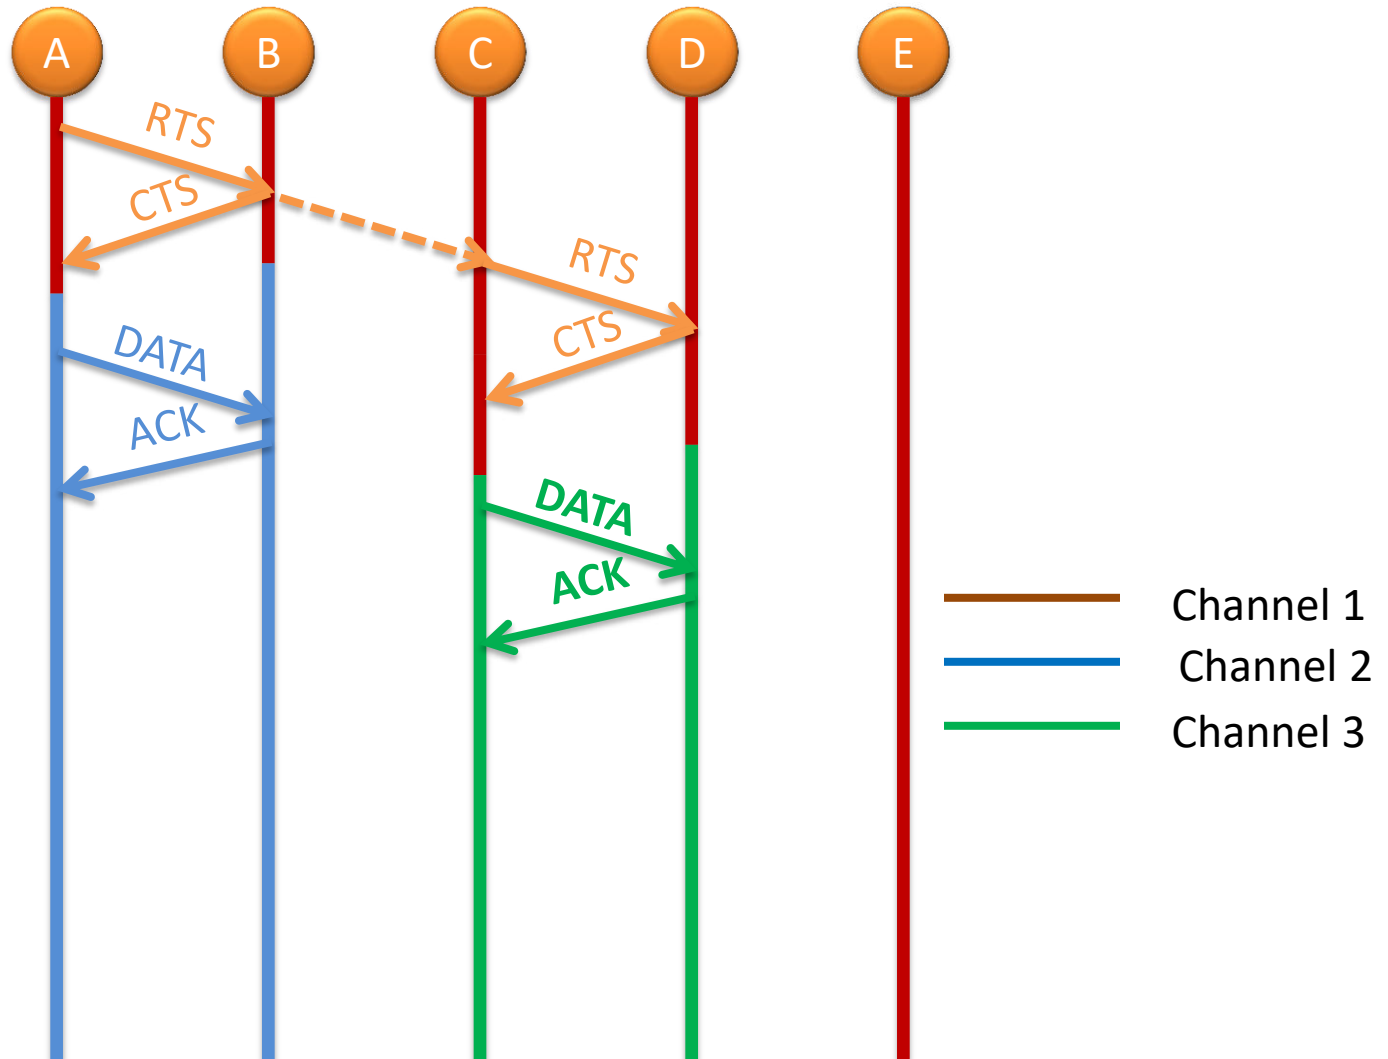 A
B
C
D
E
RTS
CTS
RTS
CTS
DATA
ACK
DATA
ACK
Channel 1
Channel 2
Channel 3